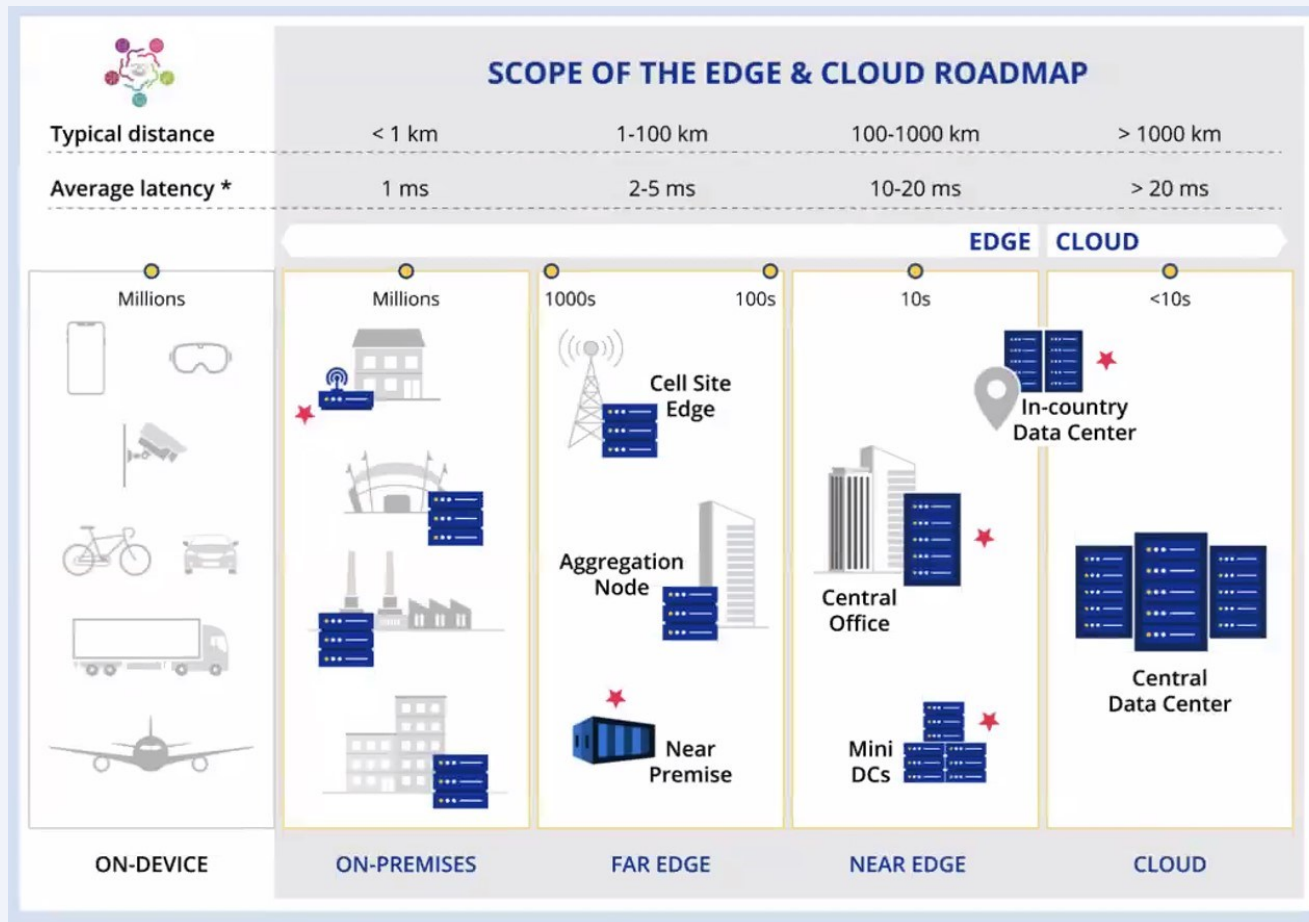 SCOPE OF THE EDGE & CLOUD ROADMAP
Typical distance < 1 km 1-100 km 100-1000 km > 1000 km
Average latency * 1 ms 2-5 ms 10-20 ms > 20 ms
EDGE CLOUD
Millions Millions 1000s 100s 10s <10s
Cell Site
Edge
In-country
Data Center
Aggregation
Node
Central
Office
Central
Data Center
Near
Premise
Mini
DCs
ON-DEVICE ON-PREMISES FAR EDGE NEAR EDGE CLOUD